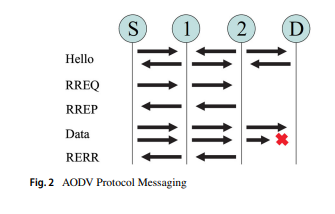 S 1 2 D
Hello
RREQ
RREP
Data
RERR
Fig. 2 AODV Protocol Messaging